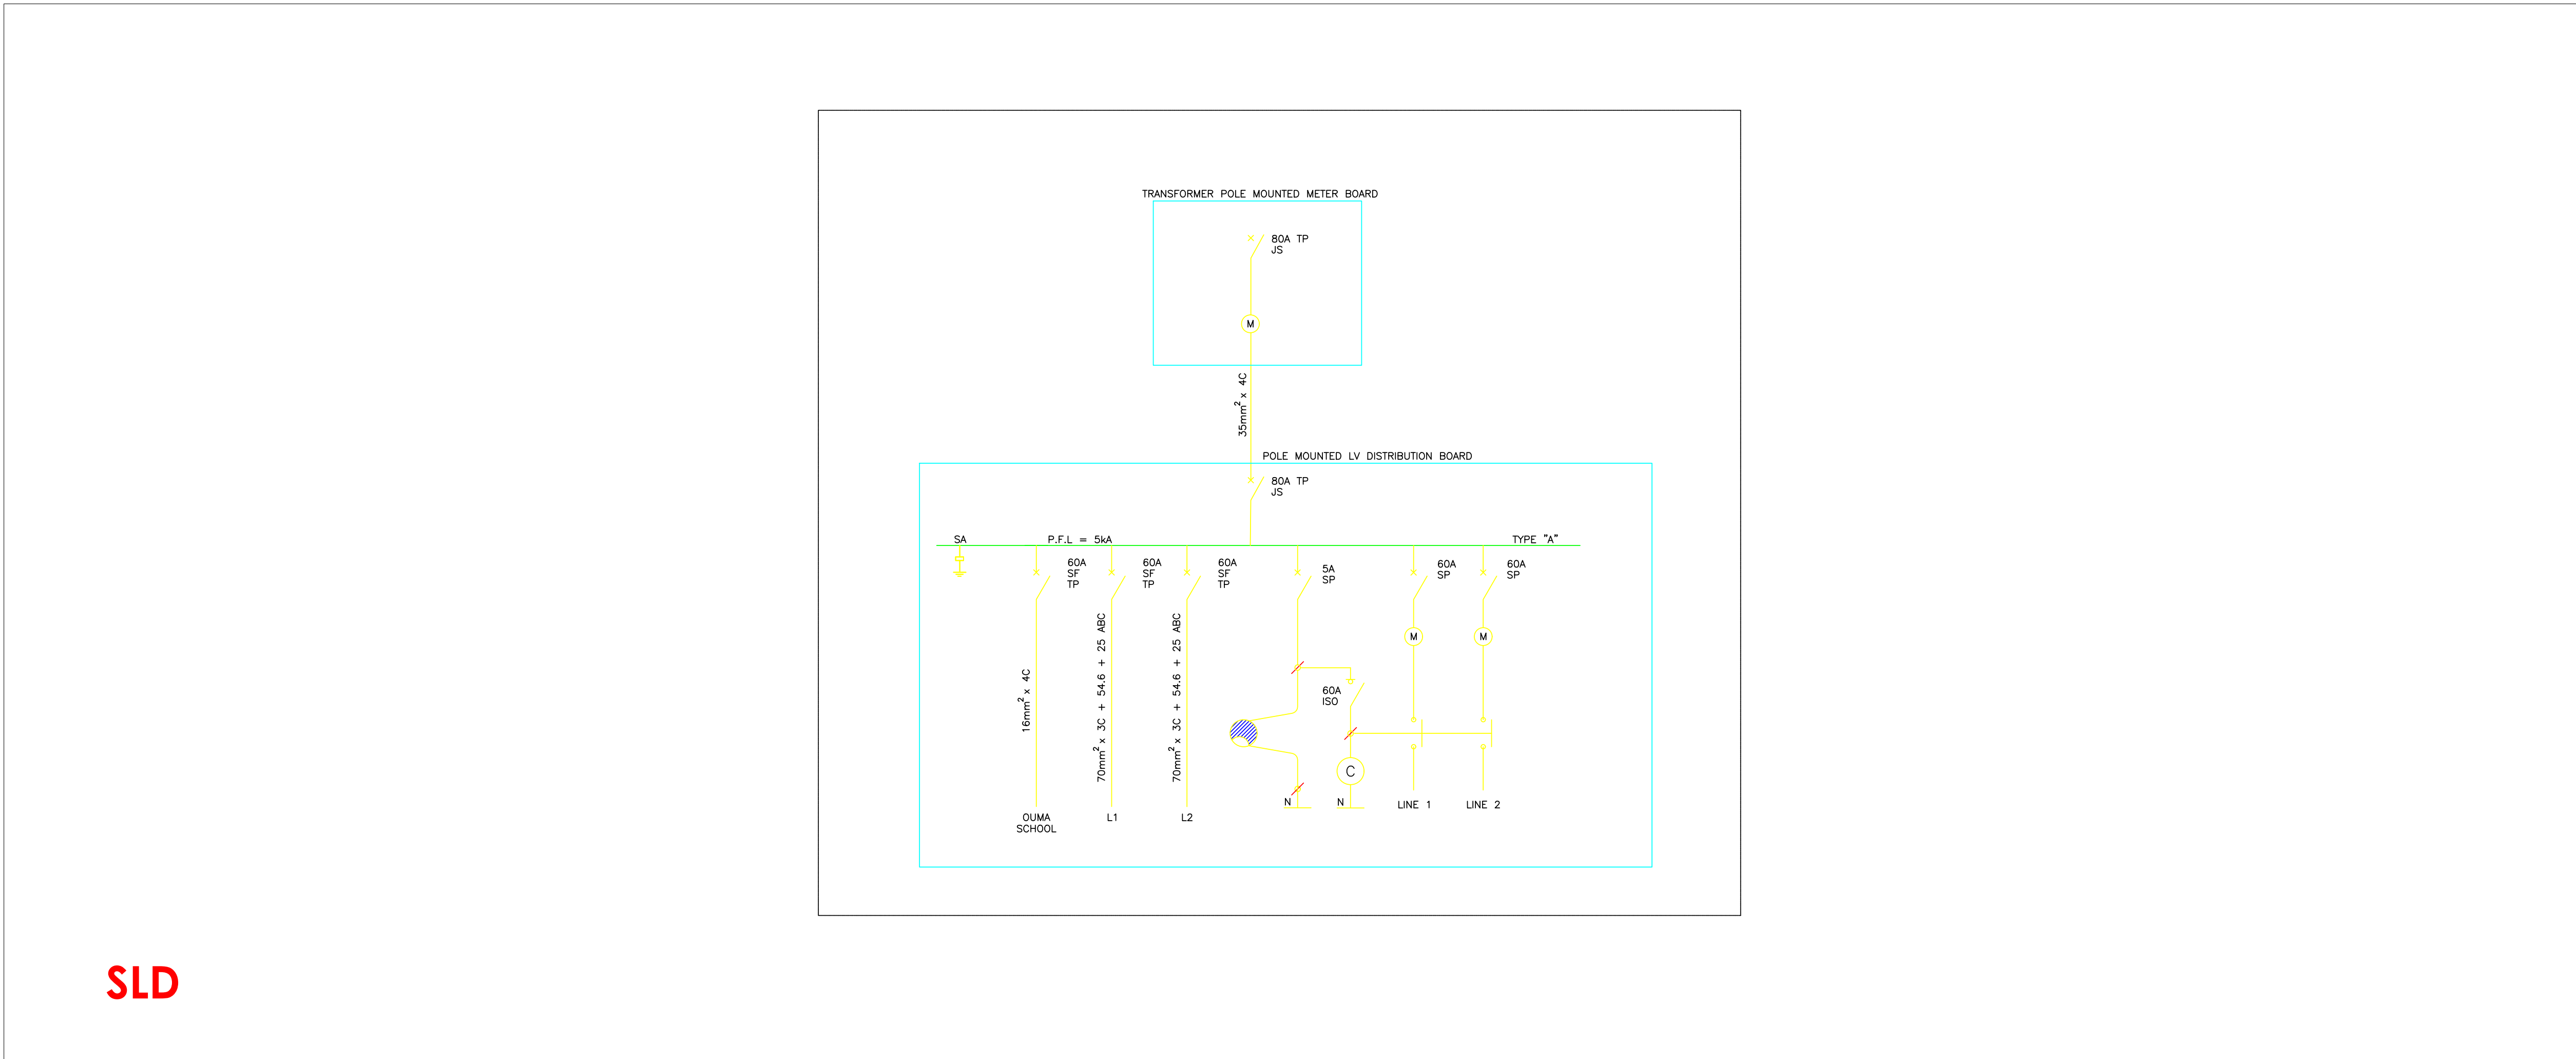 TRANSFORMER POLE MOUNTED METER BOARD
80A TP
JS
M
35mm² x 4C
POLE MOUNTED LV DISTRIBUTION BOARD
80A TP
JS
SA
P.F.L = 5kA
TYPE "A"
60A
SF
TP
60A
SF
TP
60A
SF
TP
5A
SP
60A
SP
60A
SP
M
M
16mm² x 4C
70mm² x 3C + 54.6 + 25 ABC
70mm² x 3C + 54.6 + 25 ABC
60A
ISO
C
N
N
LINE 1
LINE 2
OUMA
SCHOOL
L1
L2
SLD